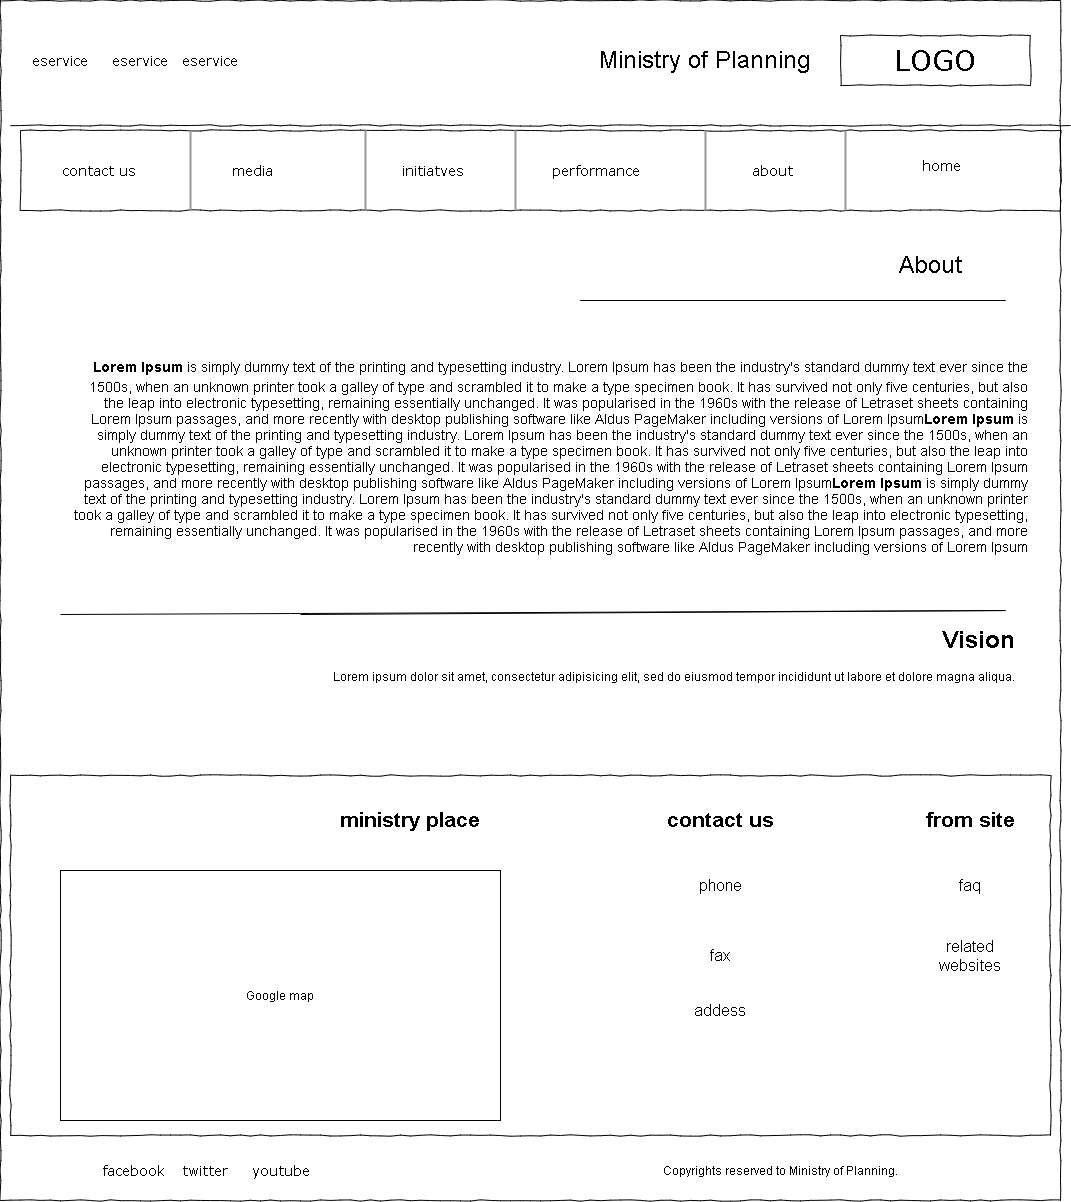 eservice eservice eservice Ministry of Planning LOGO
contact us media initiatves performance about home
About
Lorem Ipsum is simply dummy text of the printing and typesetting industry. Lorem Ipsum has been the industry's standard dummy text ever since the
1500s, when an unknown printer took a galley of type and scrambled it to make a type specimen book. It has survived not only five centuries, but also
the leap into electronic typesetting, remaining essentially unchanged. It was popularised in the 1960s with the release of Letraset sheets containing
Lorem Ipsum passages, and more recently with desktop publishing software like Aldus PageMaker including versions of Lorem IpsumLorem Ipsum is
simply dummy text of the printing and typesetting industry. Lorem Ipsum has been the industry's standard dummy text ever since the 1500s, when an
unknown printer took a galley of type and scrambled it to make a type specimen book. It has survived not only five centuries, but also the leap into
electronic typesetting, remaining essentially unchanged. It was popularised in the 1960s with the release of Letraset sheets containing Lorem Ipsum
passages, and more recently with desktop publishing software like Aldus PageMaker including versions of Lorem IpsumLorem Ipsum is simply dummy
text of the printing and typesetting industry. Lorem Ipsum has been the industry's standard dummy text ever since the 1500s, when an unknown printer
took a galley of type and scrambled it to make a type specimen book. It has survived not only five centuries, but also the leap into electronic typesetting,
remaining essentially unchanged. It was popularised in the 1960s with the release of Letraset sheets containing Lorem Ipsum passages, and more
recently with desktop publishing software like Aldus PageMaker including versions of Lorem Ipsum
Vision
Lorem ipsum dolor sit amet, consectetur adipisicing elit, sed do eiusmod tempor incididunt ut labore et dolore magna aliqua.
ministry place contact us from site
phone faq
fax related
websites
Google map
addess
facebook twitter youtube Copyrights reserved to Ministry of Planning.